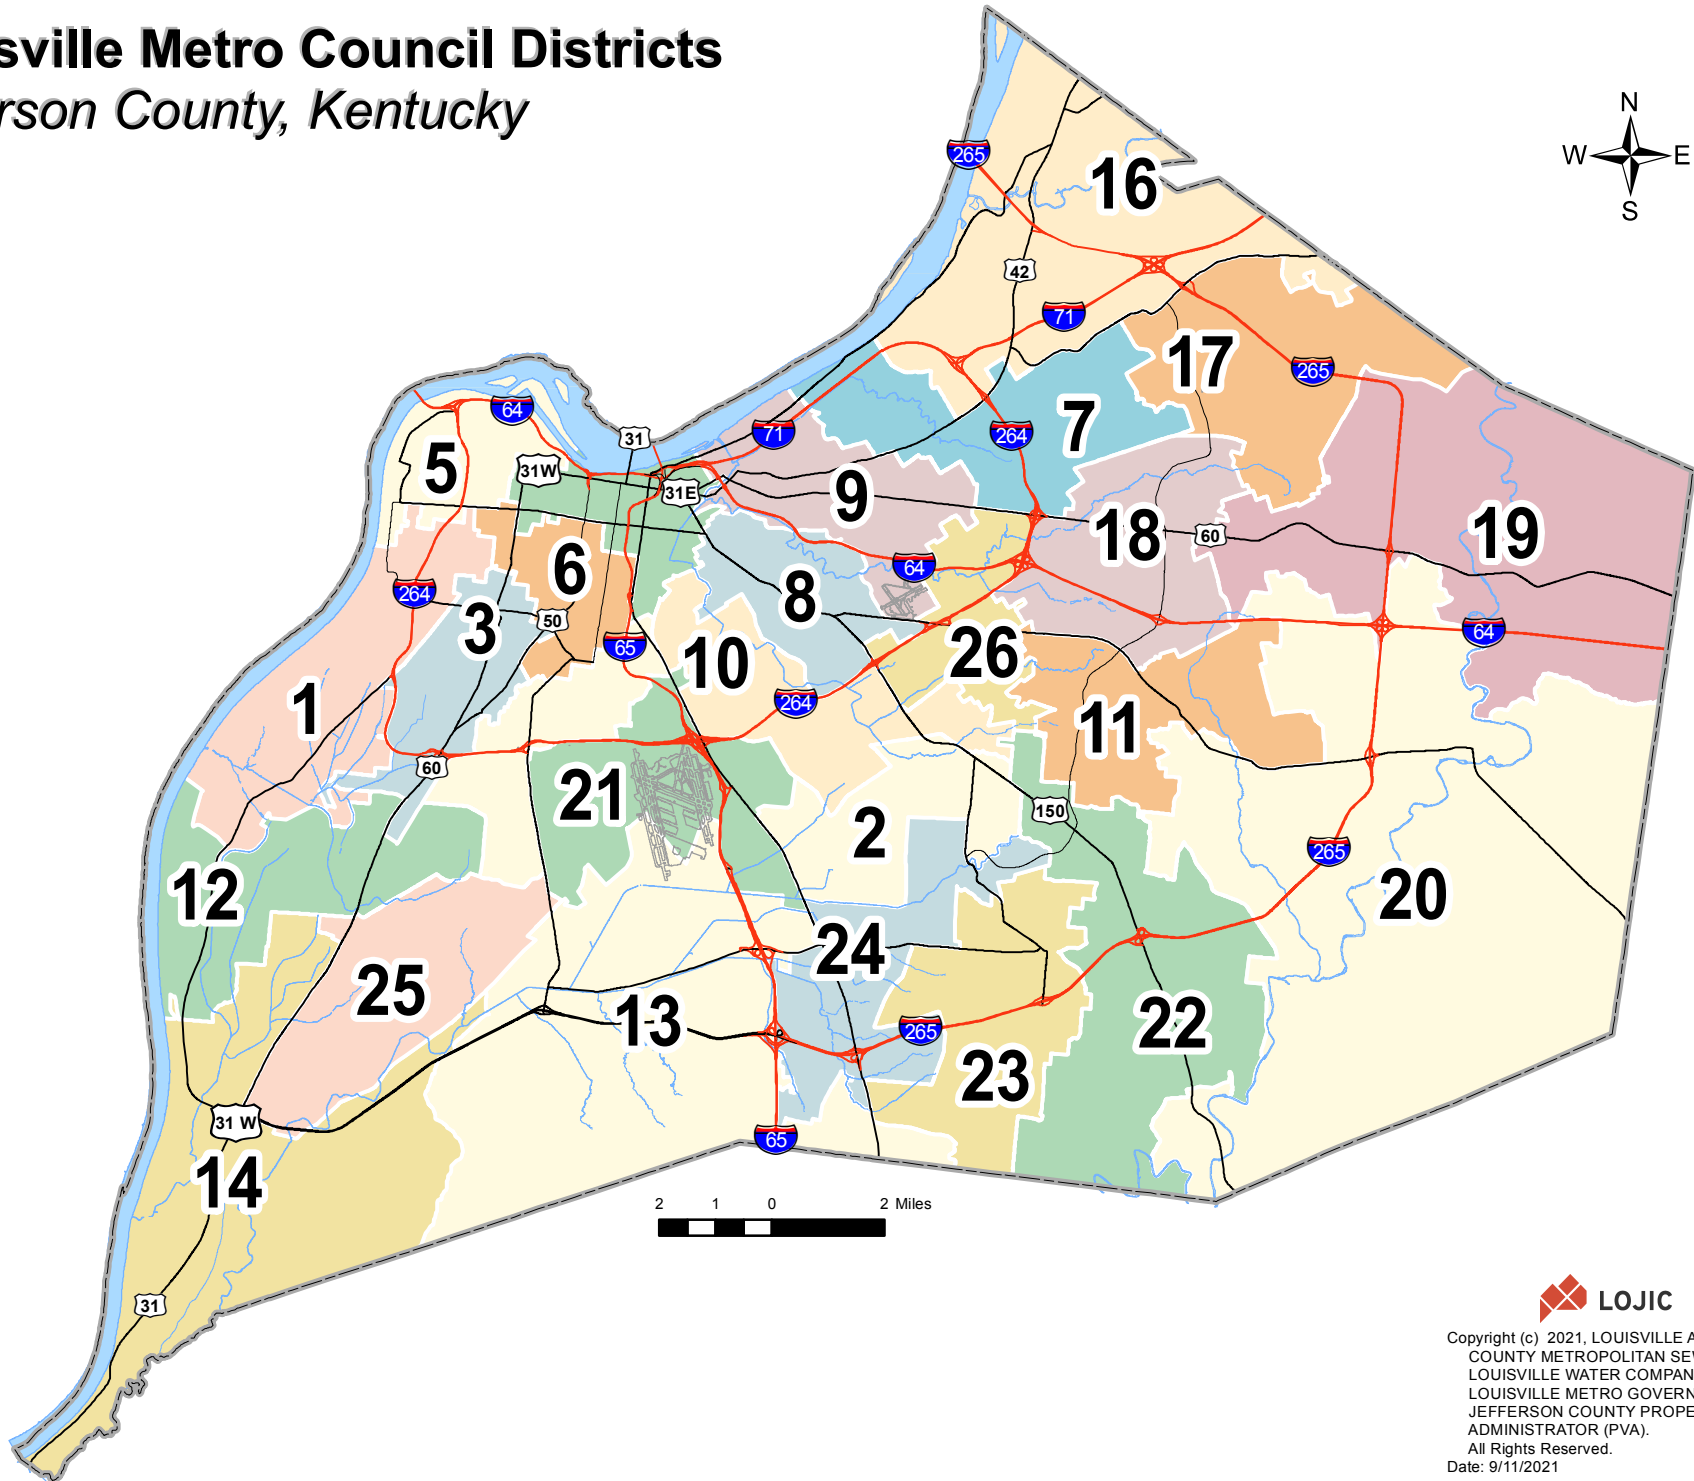 sville Metro Council Districts
rson County, Kentucky
N
W E
S
265
16
42
71
17
265
64
31
71
7
264
5
31W
31E
9
18
60
19
6
64
264
8
3
50
65
10
26
64
1
264
11
60
21
2
150
265
12
20
24
25
13
265
22
23
31 W
65
14
2 1 0 2 Miles
31
LOJIC
Copyright (c) 2021, LOUISVILLE A
COUNTY METROPOLITAN SE
LOUISVILLE WATER COMPAN
LOUISVILLE METRO GOVERN
JEFFERSON COUNTY PROPE
ADMINISTRATOR (PVA).
All Rights Reserved.
Date: 9/11/2021